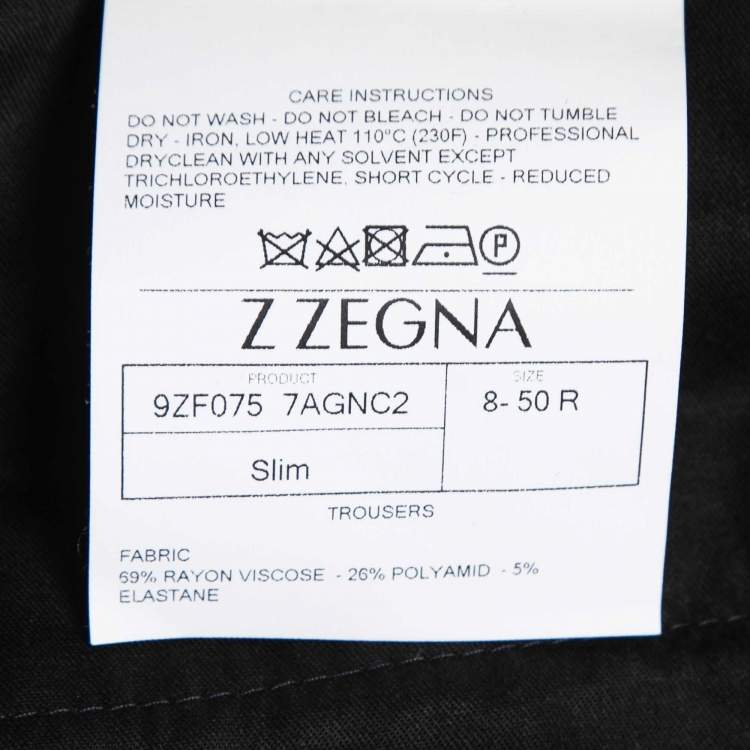 CARE INSTRUCTIONS
DO NOT WASH - DO NOT BLEACH - DO NOT TUMBLE
DRY - IRON, LOW HEAT 110°C (230F) - PROFESSIONAL
DRYCLEAN WITH ANY SOLVENT EXCEPT
TRICHLOROETHYLENE, SHORT CYCLE - REDUCED
MOISTURE
P
Z ZEGNA
PRODUCT SIZE
9ZF075 7AGNC2 8- 50 R
Slim
TROUSERS
FABRIC
69% RAYON VISCOSE - 26% POLYAMID - 5%
ELASTANE